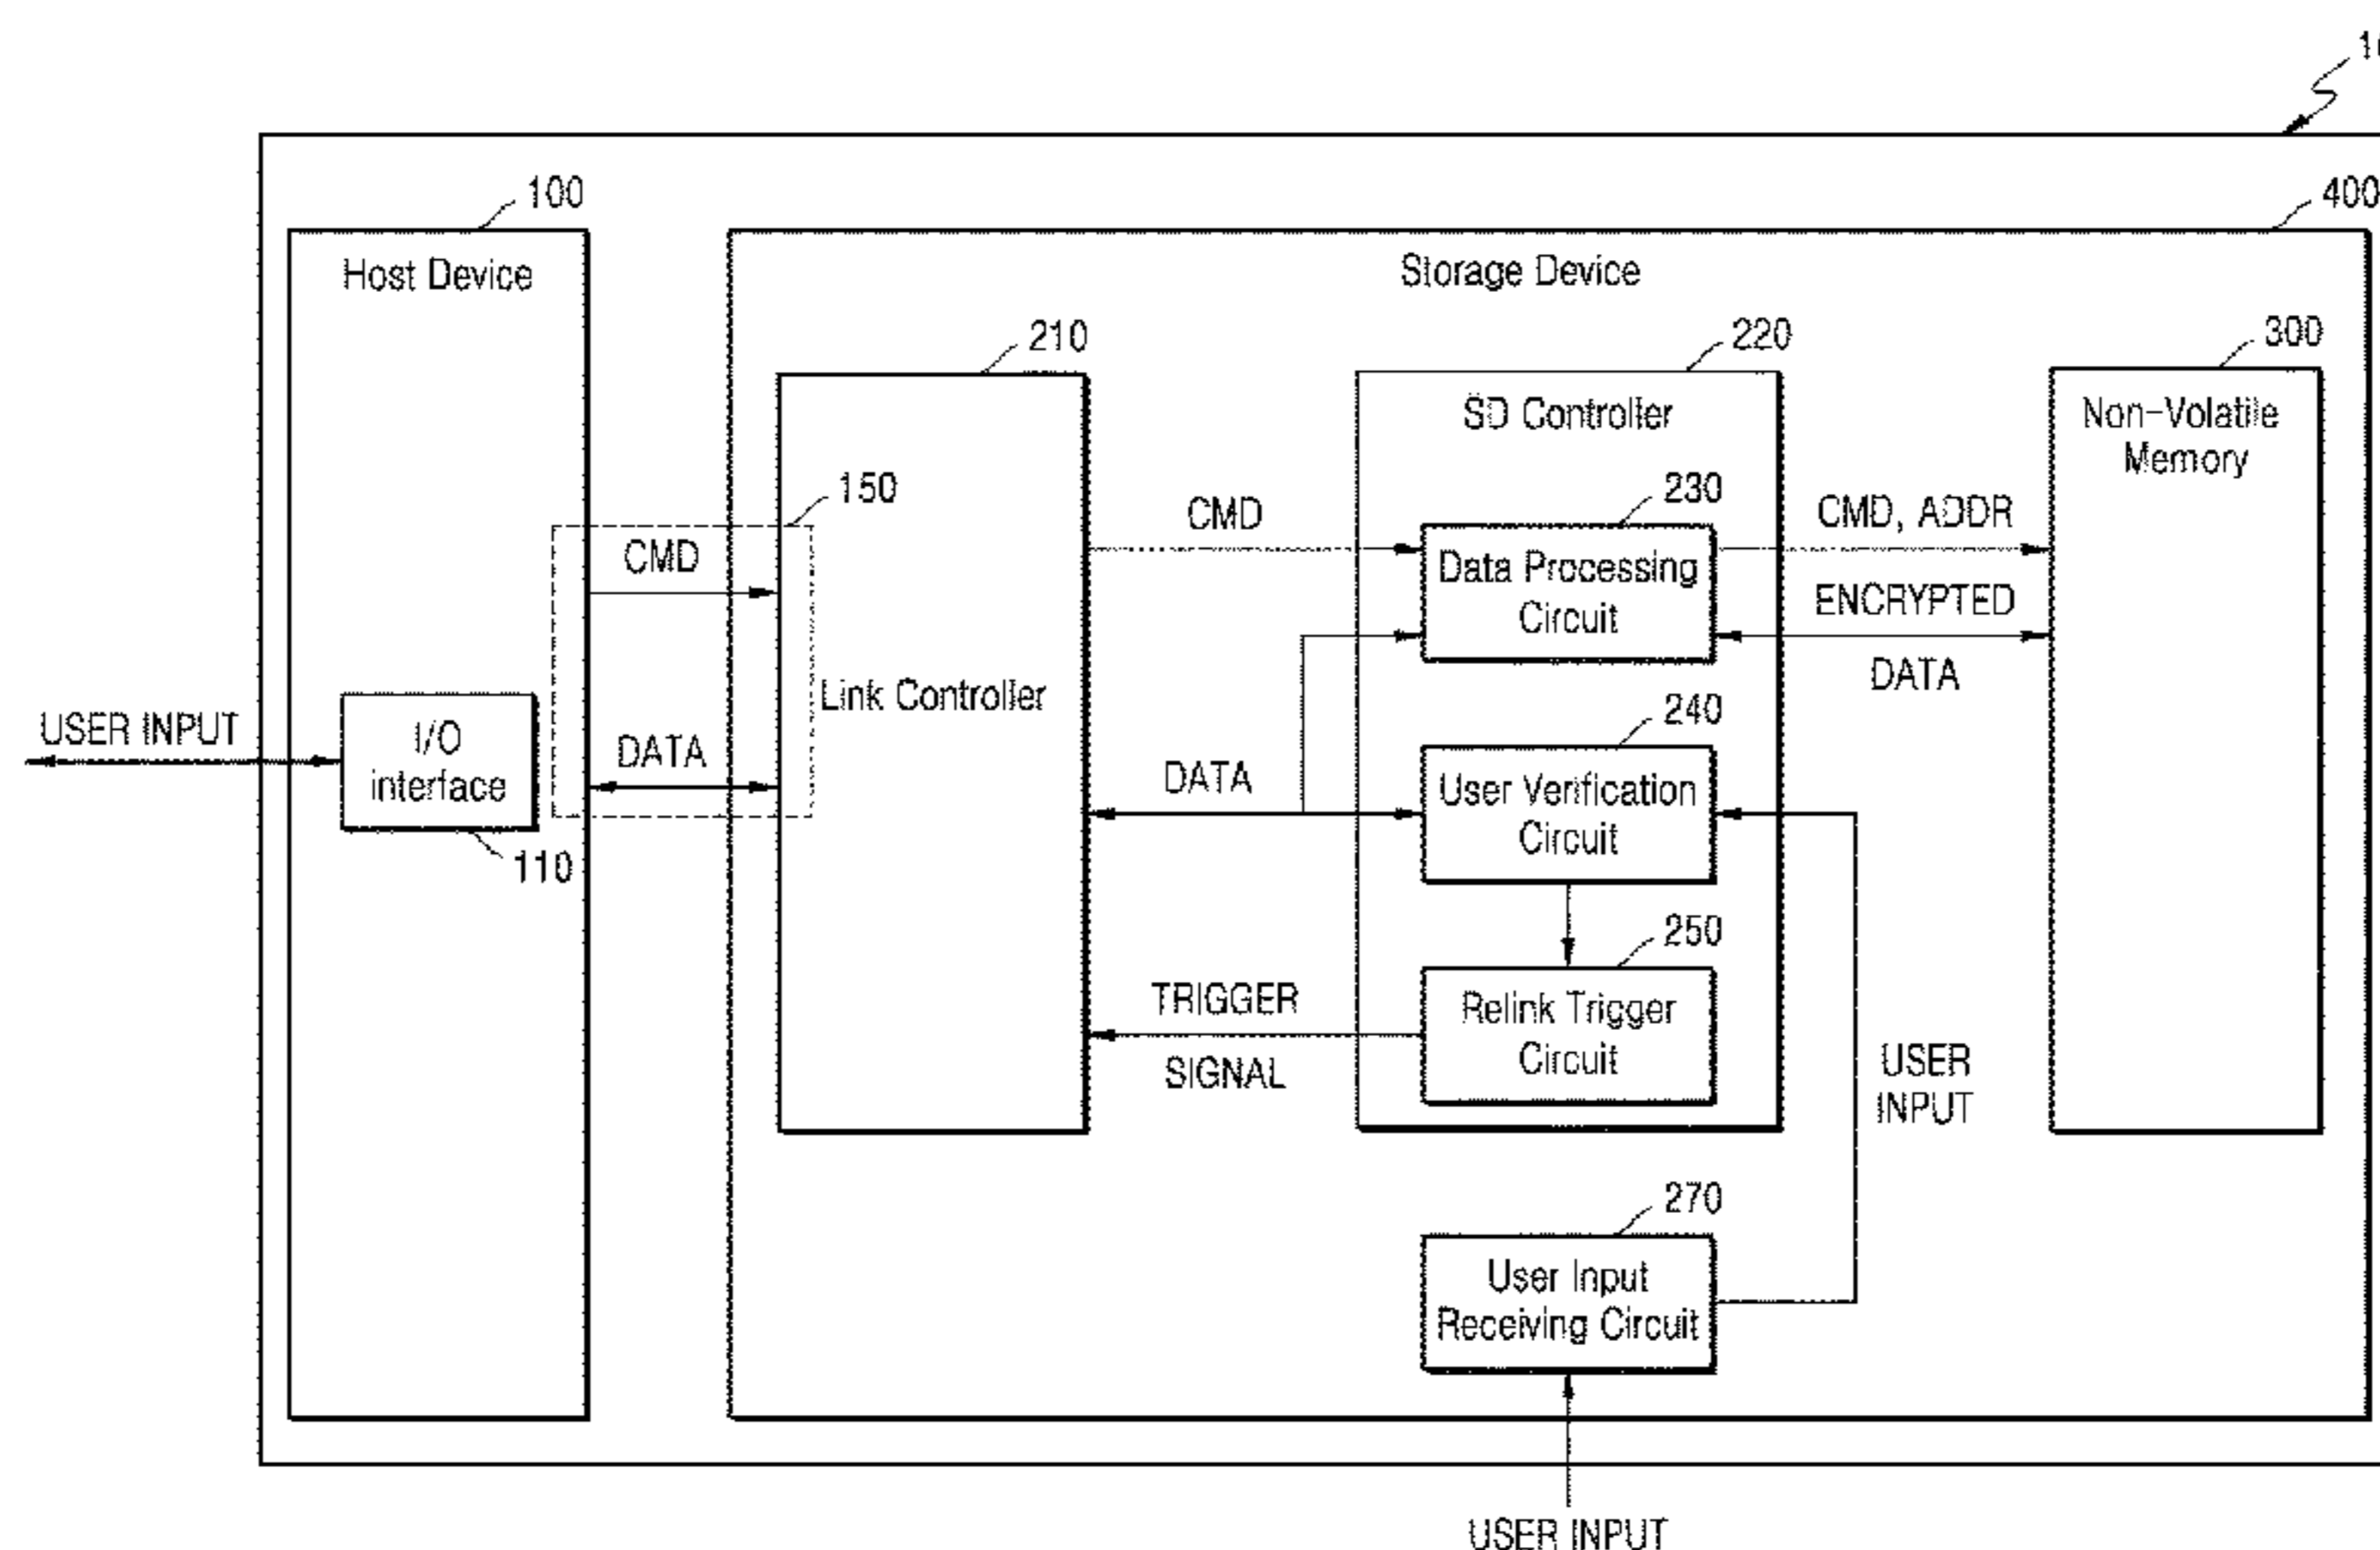 100
400
Host Device
Storage Device
210
220
300
SD Controller
Non-Volatile
Memory
150
230
CMD
CMD
CMD, ADDR
Data Processing
Circuit
ENCRYPTED
DATA
Link Controller
240
USER INPUT
I/O
interface
DATA
DATA
User Verification
Circuit
110
250
TRIGGER
SIGNAL
Relink Trigger
Circuit
USER
INPUT
270
User Input
Receiving Circuit
USER INPUT